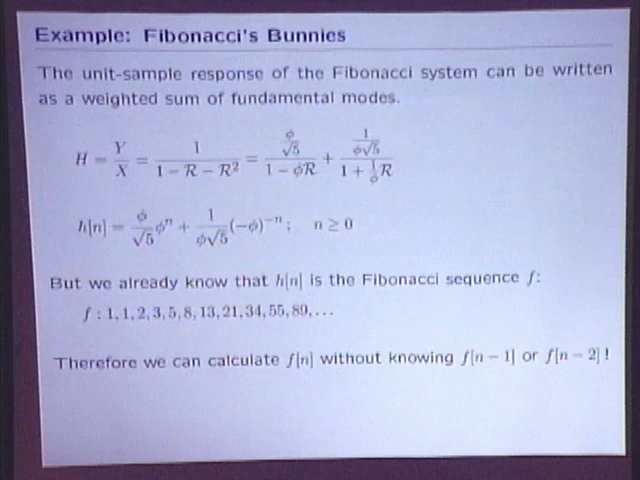 Example: Fibonacci's Bunnies
The unit-sample response of the Fibonacci system can be written
as a weighted sum of fundamental modes.
H = Y/X = 1/(1 − R − R²) = (ϕ/√5)/(1 − ϕR) + (1/(ϕ√5))/(1 + (1/ϕ)R)
h[n] = (ϕ/√5)ϕⁿ + (1/(ϕ√5))(−ϕ)⁻ⁿ; n ≥ 0
But we already know that h[n] is the Fibonacci sequence f:
f : 1, 1, 2, 3, 5, 8, 13, 21, 34, 55, 89, ...
Therefore we can calculate f[n] without knowing f[n − 1] or f[n − 2]!